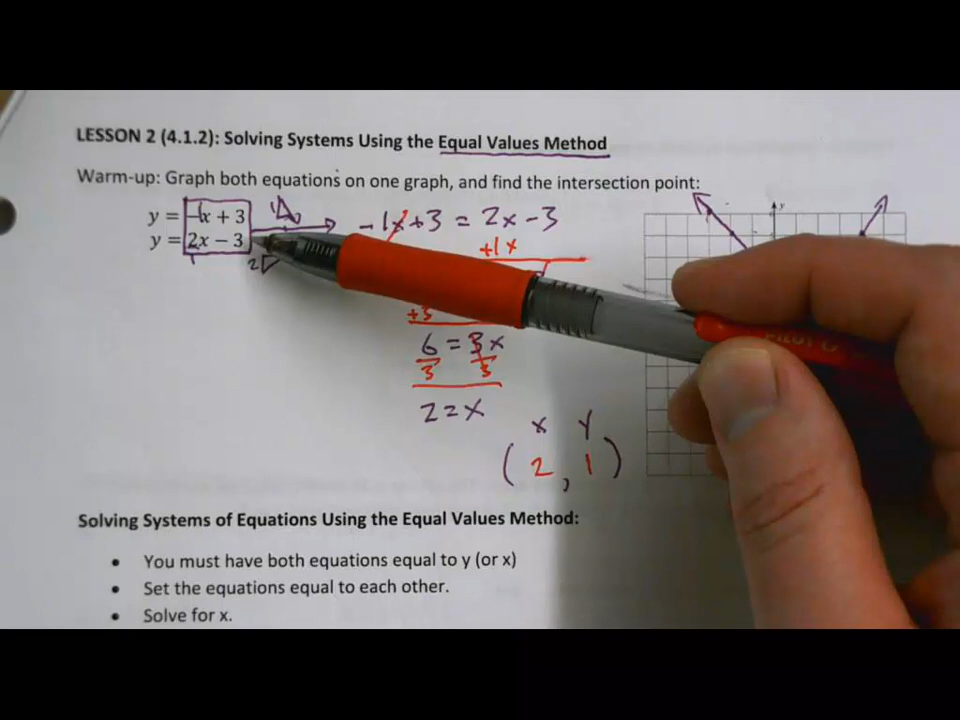 LESSON 2 (4.1.2): Solving Systems Using the Equal Values Method
Warm-up: Graph both equations on one graph, and find the intersection point:
y = -1x + 3
y = 2x − 3
-1x+3 = 2x-3
+1x
2
+3
6 = 3x
3 3
2=x
x y
(2, 1)
y
Solving Systems of Equations Using the Equal Values Method:
• You must have both equations equal to y (or x)
• Set the equations equal to each other.
• Solve for x.